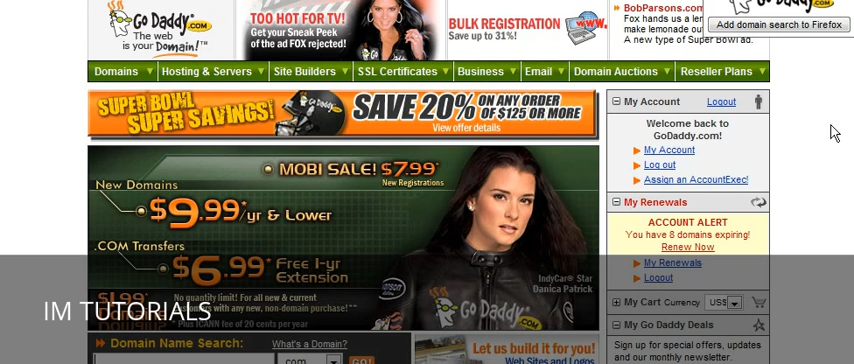 Go Daddy.COM
The web
is your Domain!™
TOO HOT FOR TV!
Get your Sneak Peek
of the ad FOX rejected!
BULK REGISTRATION
Save up to 31%!
BobParsons.com
Fox hands us a
make lemonade
A new type of Super Bowl ad.
Add domain search to Firefox
Domains
Hosting & Servers
Site Builders
SSL Certificates
Business
Email
Domain Auctions
Reseller Plans
SUPER BOWL
SUPER SAVINGS!
SAVE 20% ON ANY ORDER
OF $125 OR MORE
View offer details
.MOBI SALE! $7.99*
New Registrations
New Domains
$9.99*/yr & Lower
.COM Transfers
$6.99* Free 1-yr
Extension
$1.99*
No quantity limit! For all new & current
customers with any new, non-domain purchase!**
*Plus ICANN fee of 20 cents per year
IndyCar® Star
Danica Patrick
Go Daddy.COM
Domain Name Search:
What's a Domain?
.com
GO!
Let us build it for you!
Web Sites and Logos
My Account
Logout
Welcome back to
GoDaddy.com!
My Account
Log out
Assign an AccountExec!
My Renewals
ACCOUNT ALERT
You have 8 domains expiring!
Renew Now
My Renewals
Logout
My Cart
Currency
US$
My Go Daddy Deals
Sign up for special offers, updates
and our monthly newsletter.
IM TUTORIALS